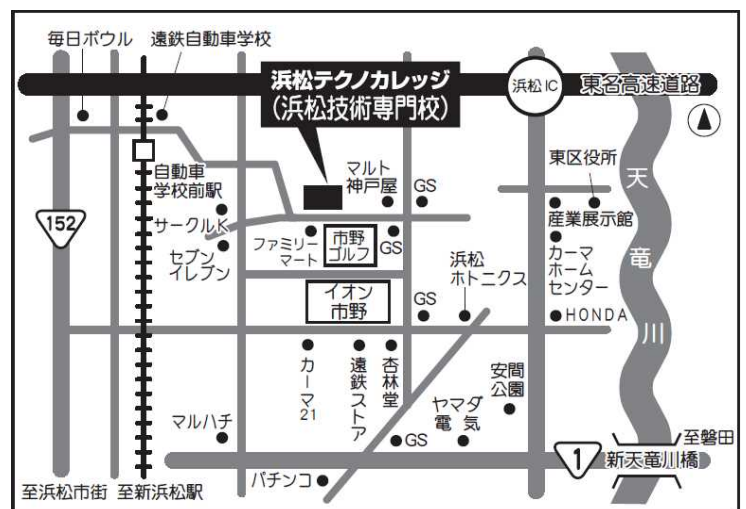 毎日ボウル
遠鉄自動車学校
浜松テクノカレッジ
(浜松技術専門校)
浜松IC
東名高速道路
自動車
学校前駅
マルト
神戸屋
GS
東区役所
152
サークルK
セブン
イレブン
ファミリー
マート
市野
ゴルフ
GS
産業展示館
浜松
ホトニクス
カーマ
ホーム
センター
天竜川
イオン
市野
GS
HONDA
カーマ21
遠鉄ストア
杏林堂
安間
公園
マルハチ
ヤマダ
電気
GS
至磐田
1
新天竜川橋
パチンコ
至浜松市街
至新浜松駅